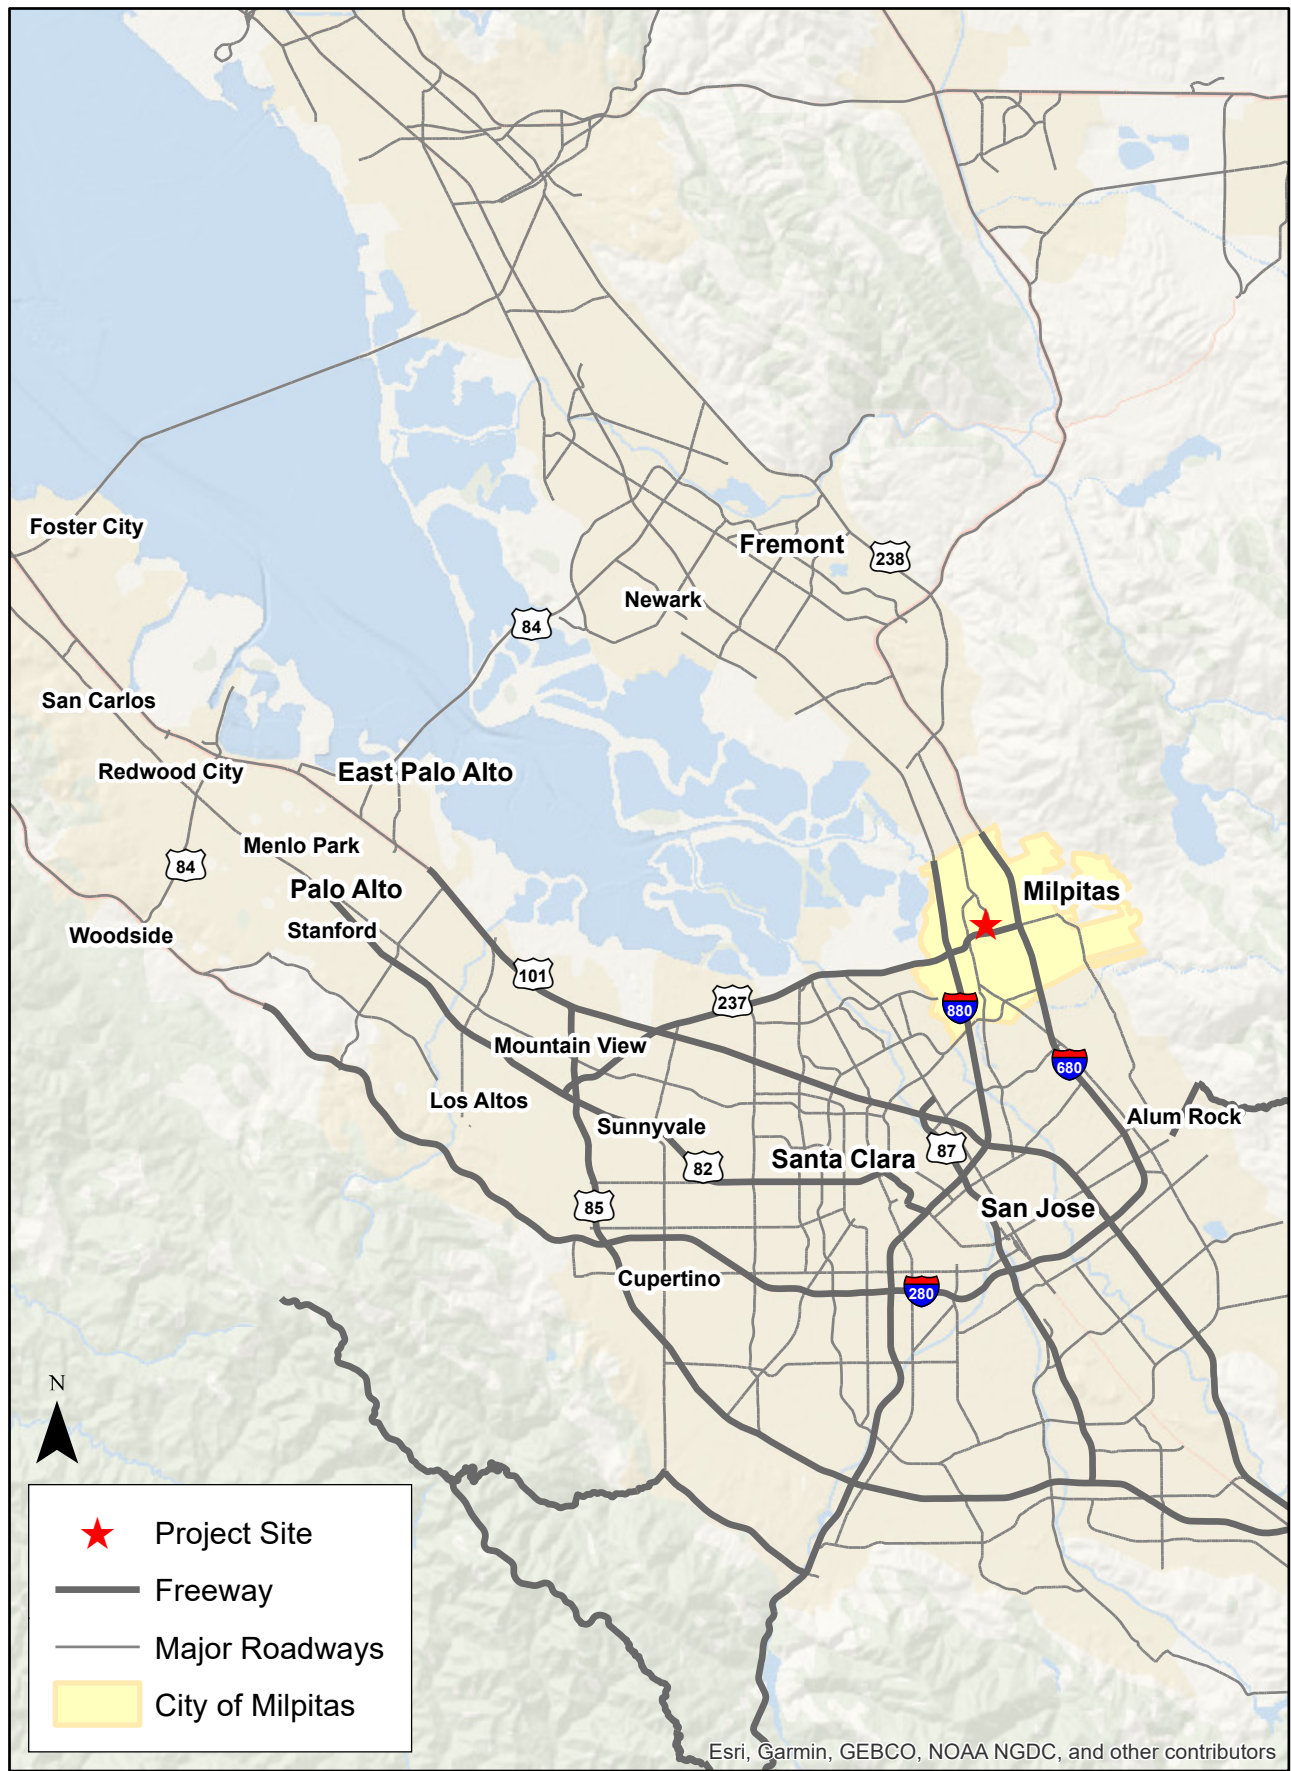 Foster City
Fremont
238
Newark
84
San Carlos
Redwood City
East Palo Alto
Menlo Park
84
Palo Alto
Milpitas
Stanford
Woodside
101
237
880
Mountain View
680
Los Altos
Alum Rock
Sunnyvale
87
Santa Clara
82
85
San Jose
Cupertino
280
N
Project Site
Freeway
Major Roadways
City of Milpitas
Esri, Garmin, GEBCO, NOAA NGDC, and other contributors